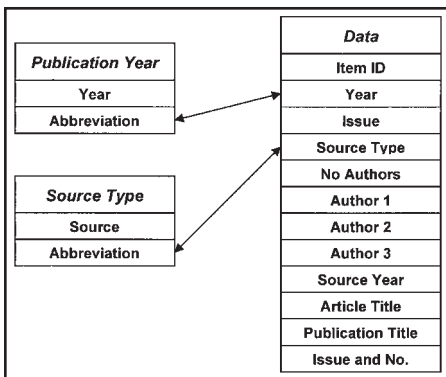 Publication Year
Year
Abbreviation
Source Type
Source
Abbreviation
Data
Item ID
Year
Issue
Source Type
No Authors
Author 1
Author 2
Author 3
Source Year
Article Title
Publication Title
Issue and No.